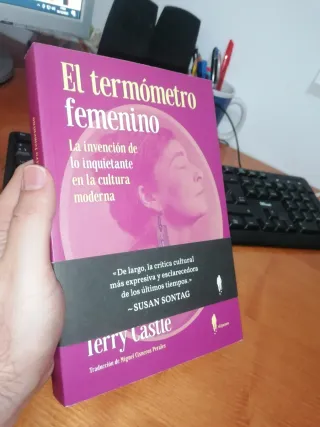 El termómetro
femenino
La invención de
lo inquietante
en la cultura
moderna
«De largo, la crítica cultural
más expresiva y esclarecedora
de los últimos tiempos.»
—SUSAN SONTAG
Terry Castle
Traducción de Miguel Cisneros Perales